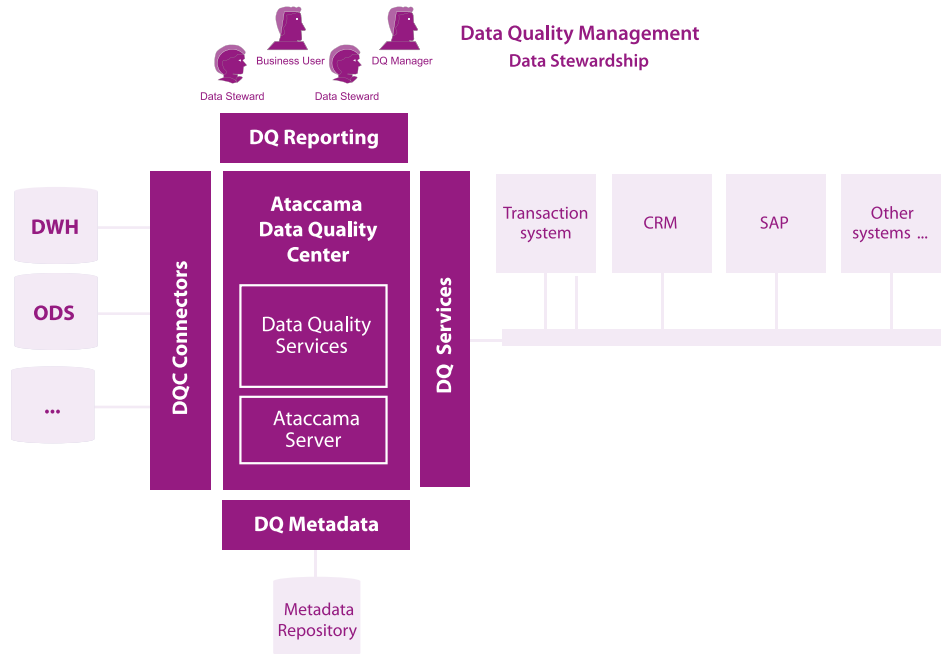 Data Quality Management
Data Stewardship
Business User
DQ Manager
Data Steward
Data Steward
DQ Reporting
DWH
ODS
...
DQC Connectors
Ataccama
Data Quality
Center
Data Quality
Services
Ataccama
Server
DQ Services
Transaction
system
CRM
SAP
Other
systems ...
DQ Metadata
Metadata
Repository